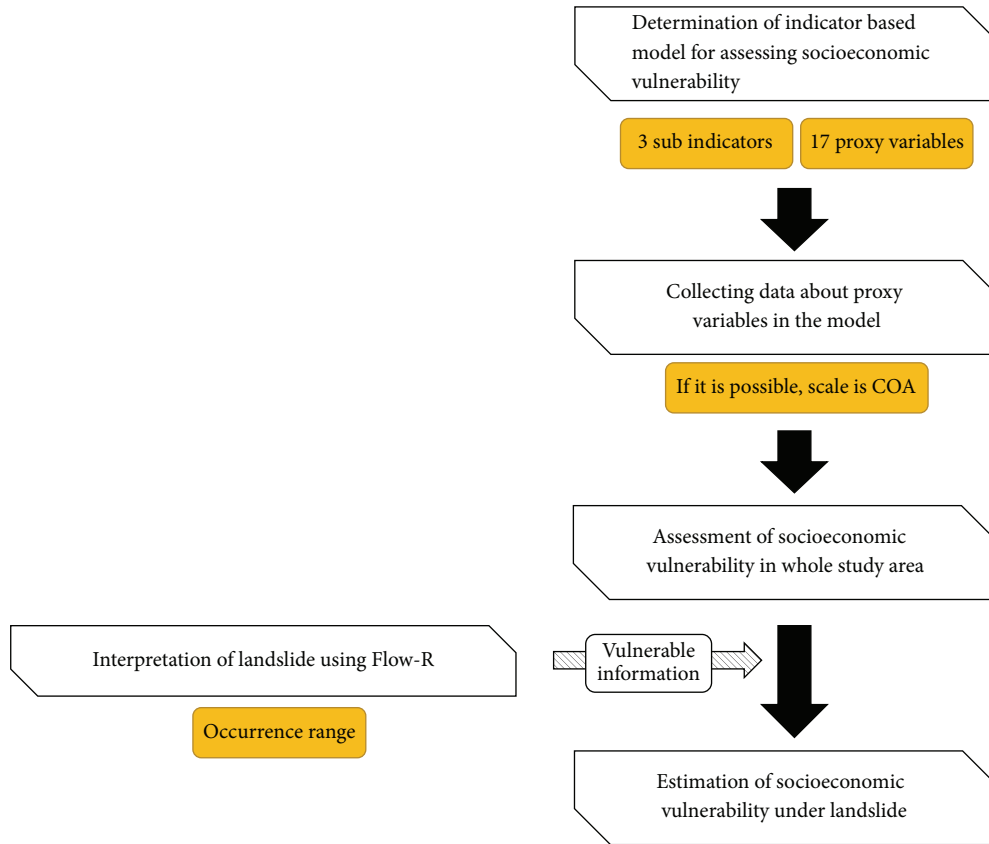 Determination of indicator based
model for assessing socioeconomic
vulnerability
3 sub indicators
17 proxy variables
Collecting data about proxy
variables in the model
If it is possible, scale is COA
Assessment of socioeconomic
vulnerability in whole study area
Interpretation of landslide using Flow-R
Vulnerable
information
Occurrence range
Estimation of socioeconomic
vulnerability under landslide